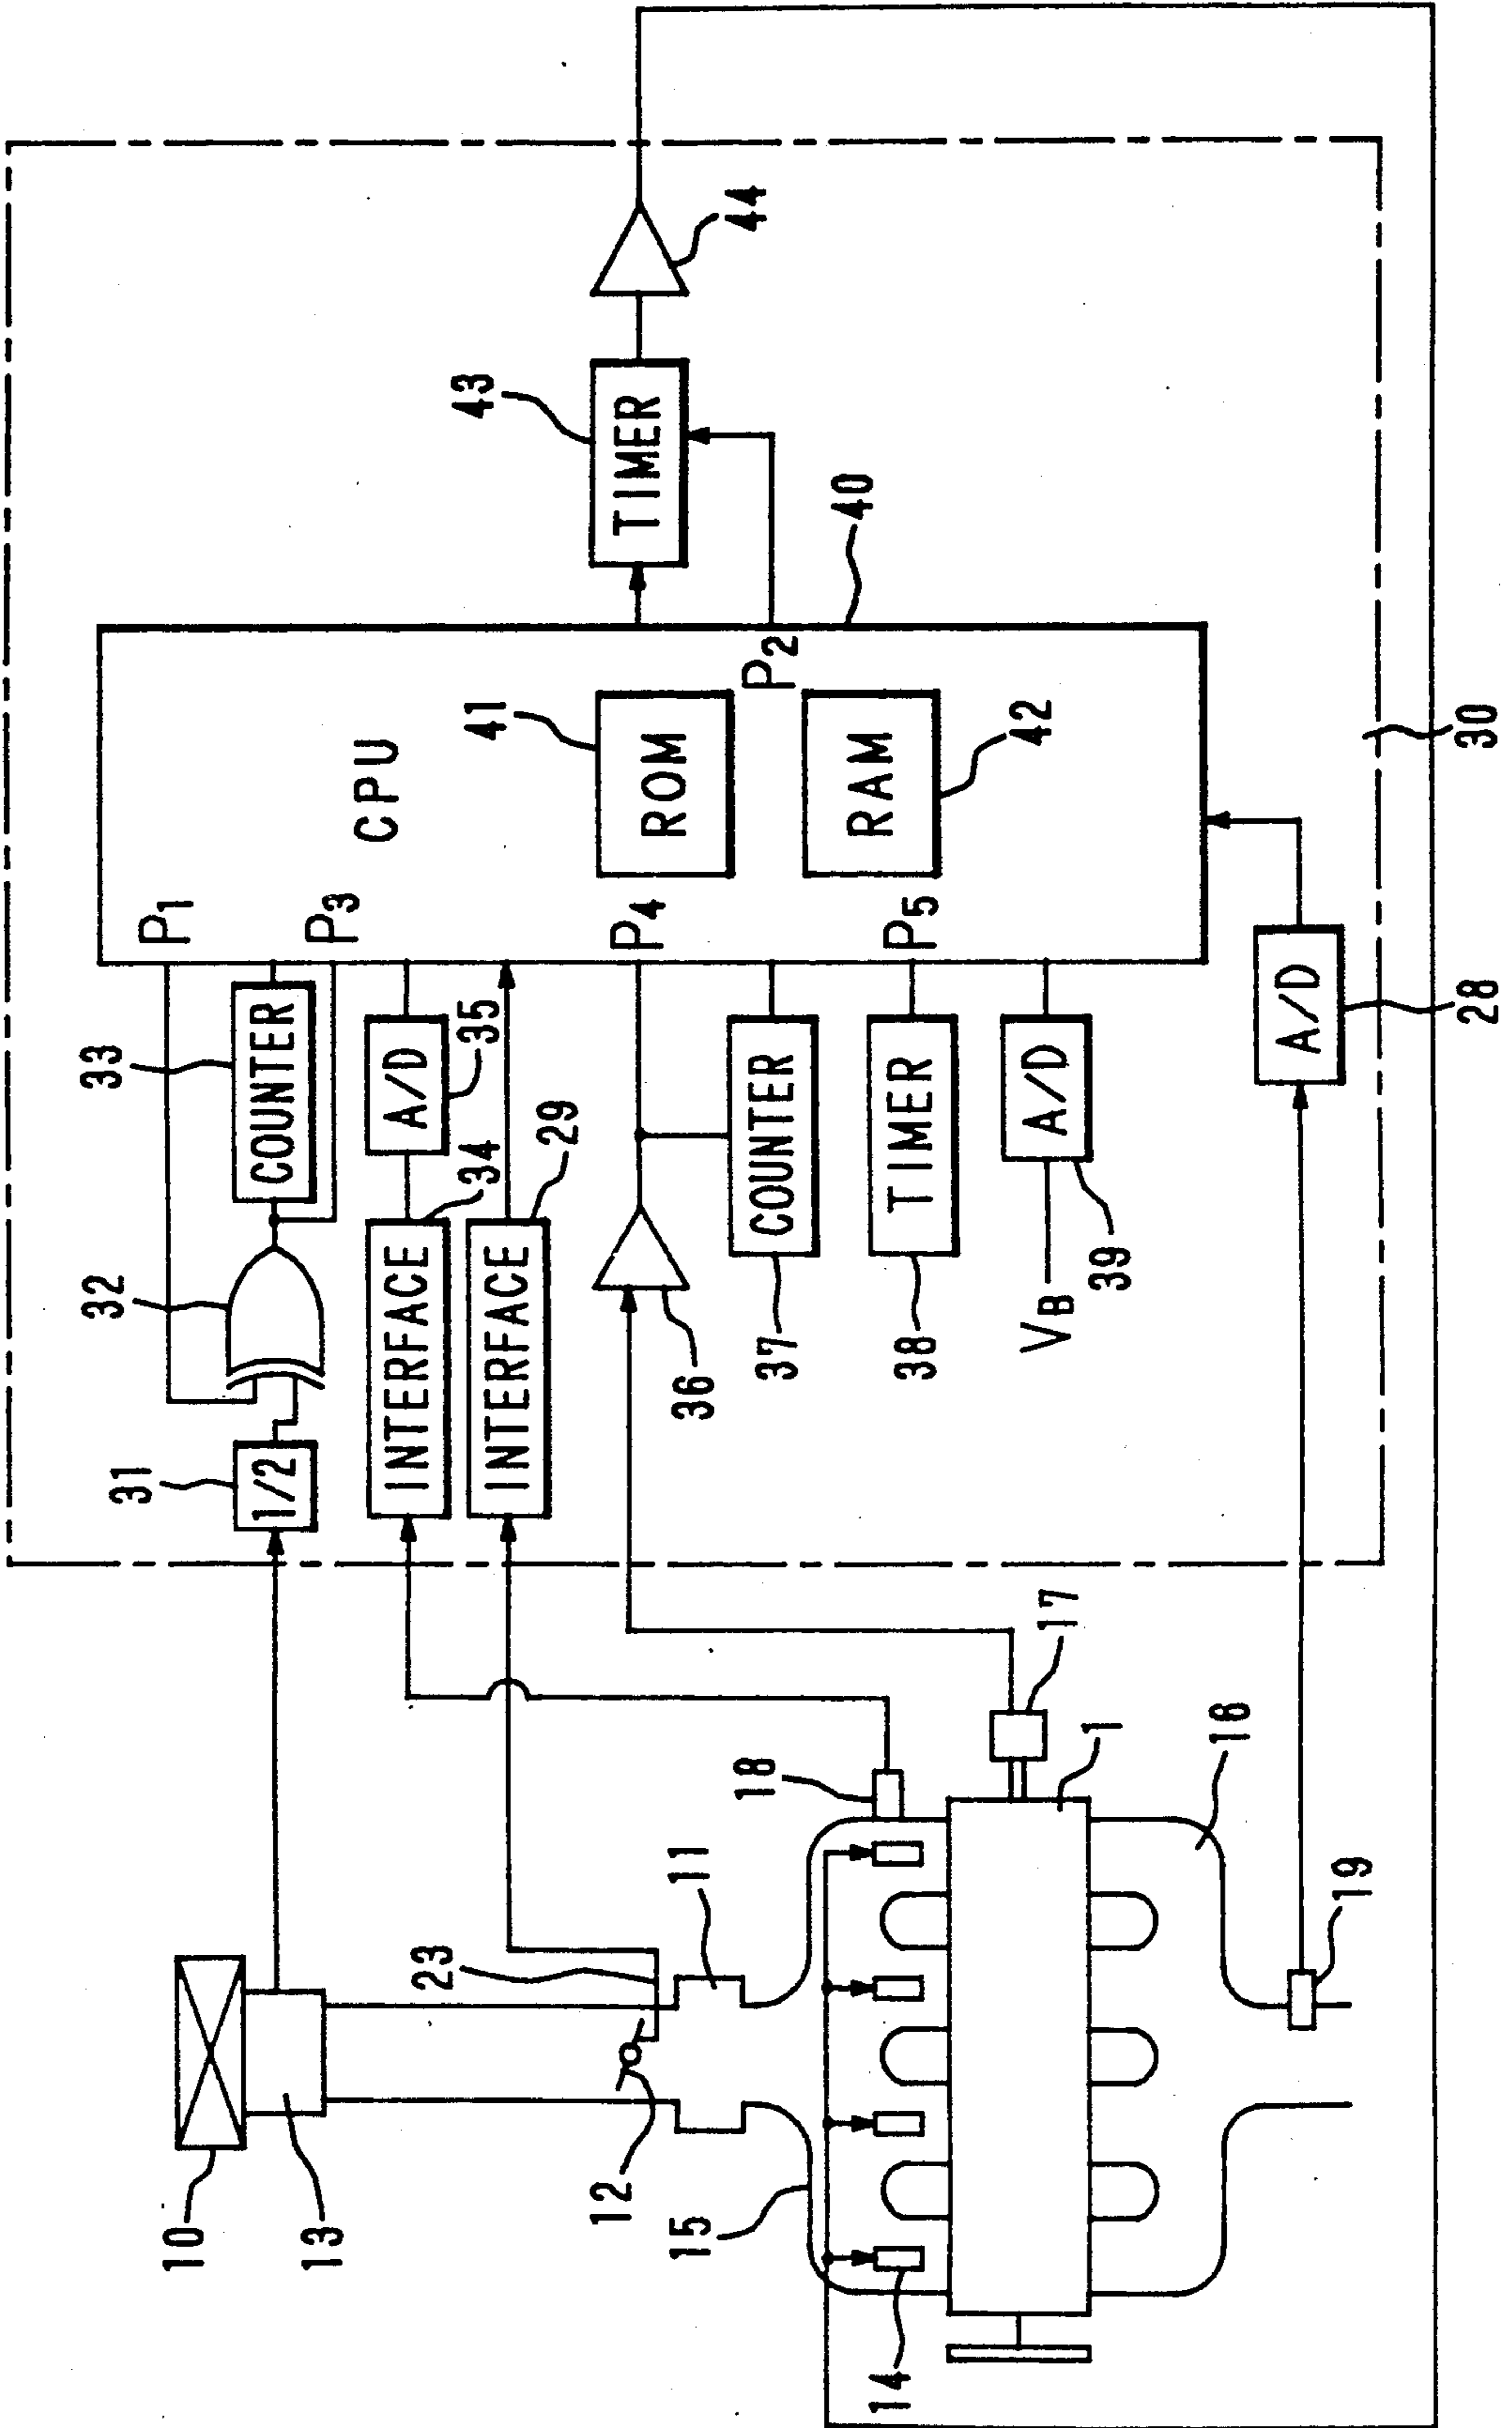 10
31
32
33
P1
1/2
COUNTER
13
P3
CPU
INTERFACE
A/D
23
34
35
41
43
INTERFACE
29
12
P4
ROM
TIMER
15
11
36
44
18
37
COUNTER
P2
RAM
40
14
38
TIMER
P5
42
VB
A/D
17
1
39
16
A/D
19
28
30